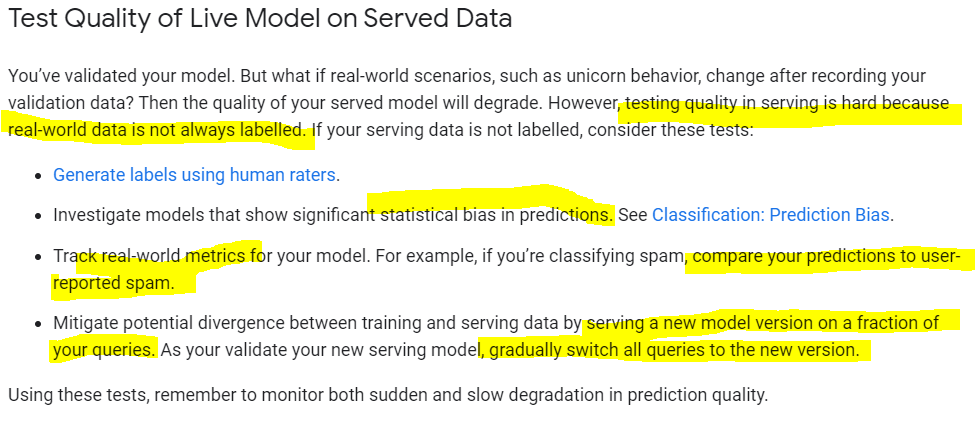 Test Quality of Live Model on Served Data
You've validated your model. But what if real-world scenarios, such as unicorn behavior, change after recording your
validation data? Then the quality of your served model will degrade. However, testing quality in serving is hard because
real-world data is not always labelled. If your serving data is not labelled, consider these tests:
• Generate labels using human raters.
• Investigate models that show significant statistical bias in predictions. See Classification: Prediction Bias.
• Track real-world metrics for your model. For example, if you're classifying spam, compare your predictions to user-
reported spam.
• Mitigate potential divergence between training and serving data by serving a new model version on a fraction of
your queries. As your validate your new serving model, gradually switch all queries to the new version.
Using these tests, remember to monitor both sudden and slow degradation in prediction quality.